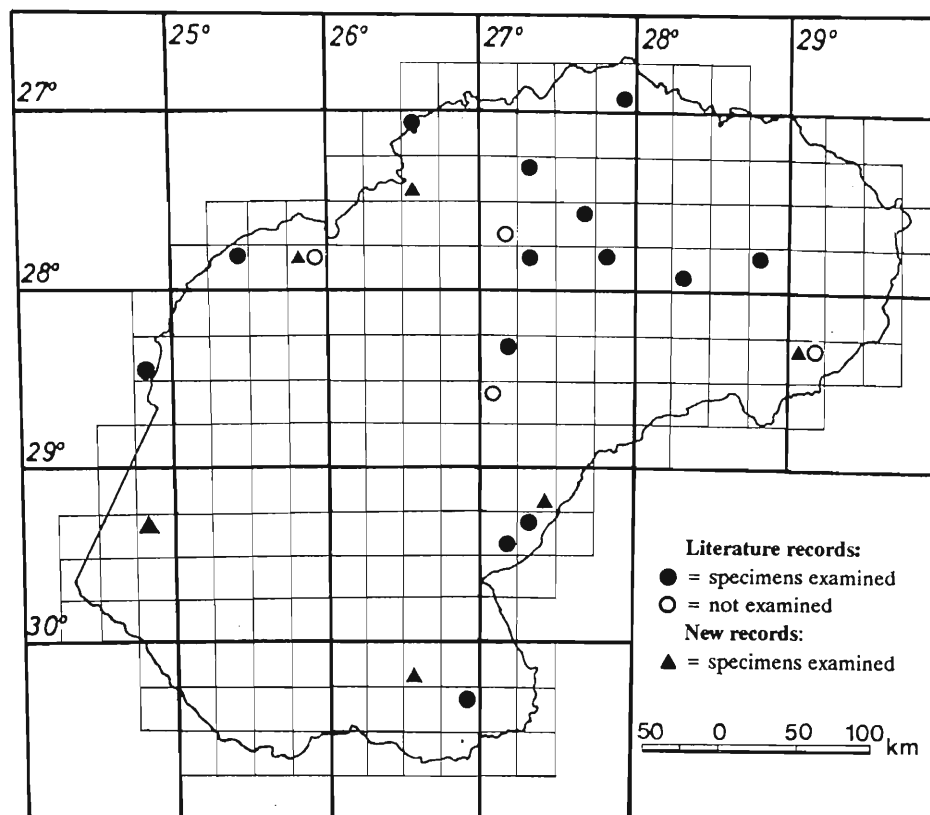 25° 26° 27° 28° 29°
27°
28°
29°
30°
Literature records:
● = specimens examined
○ = not examined
New records:
▲ = specimens examined
50 0 50 100 km